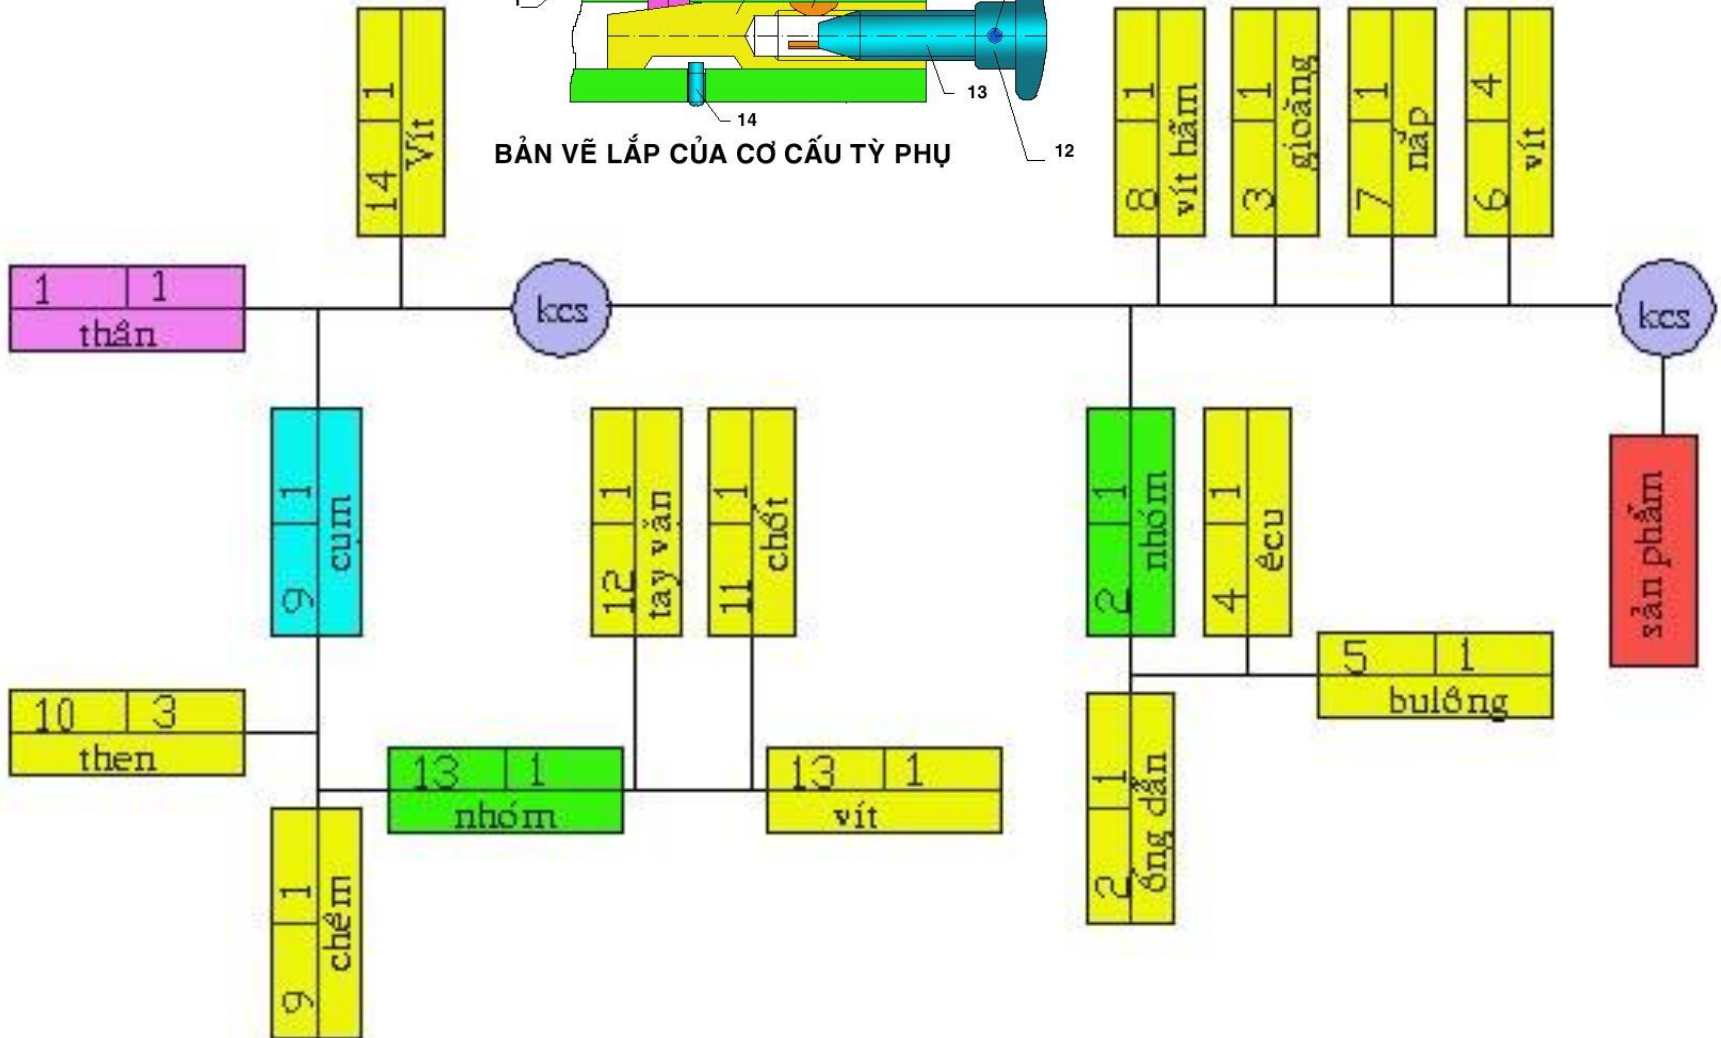 14
13
12
BẢN VẼ LẮP CỦA CƠ CẤU TỲ PHỤ
14 1
Vít
8 1
vít hãm
3 1
gioăng
7 1
nắp
6 4
vít
1 1
thân
kcs
kcs
9 1
cụm
12 1
tay vặn
11 1
chốt
2 1
nhóm
4 1
êcu
sản phẩm
5 1
bulông
10 3
then
13 1
nhóm
13 1
vít
2 1
ống dẫn
9 1
chêm